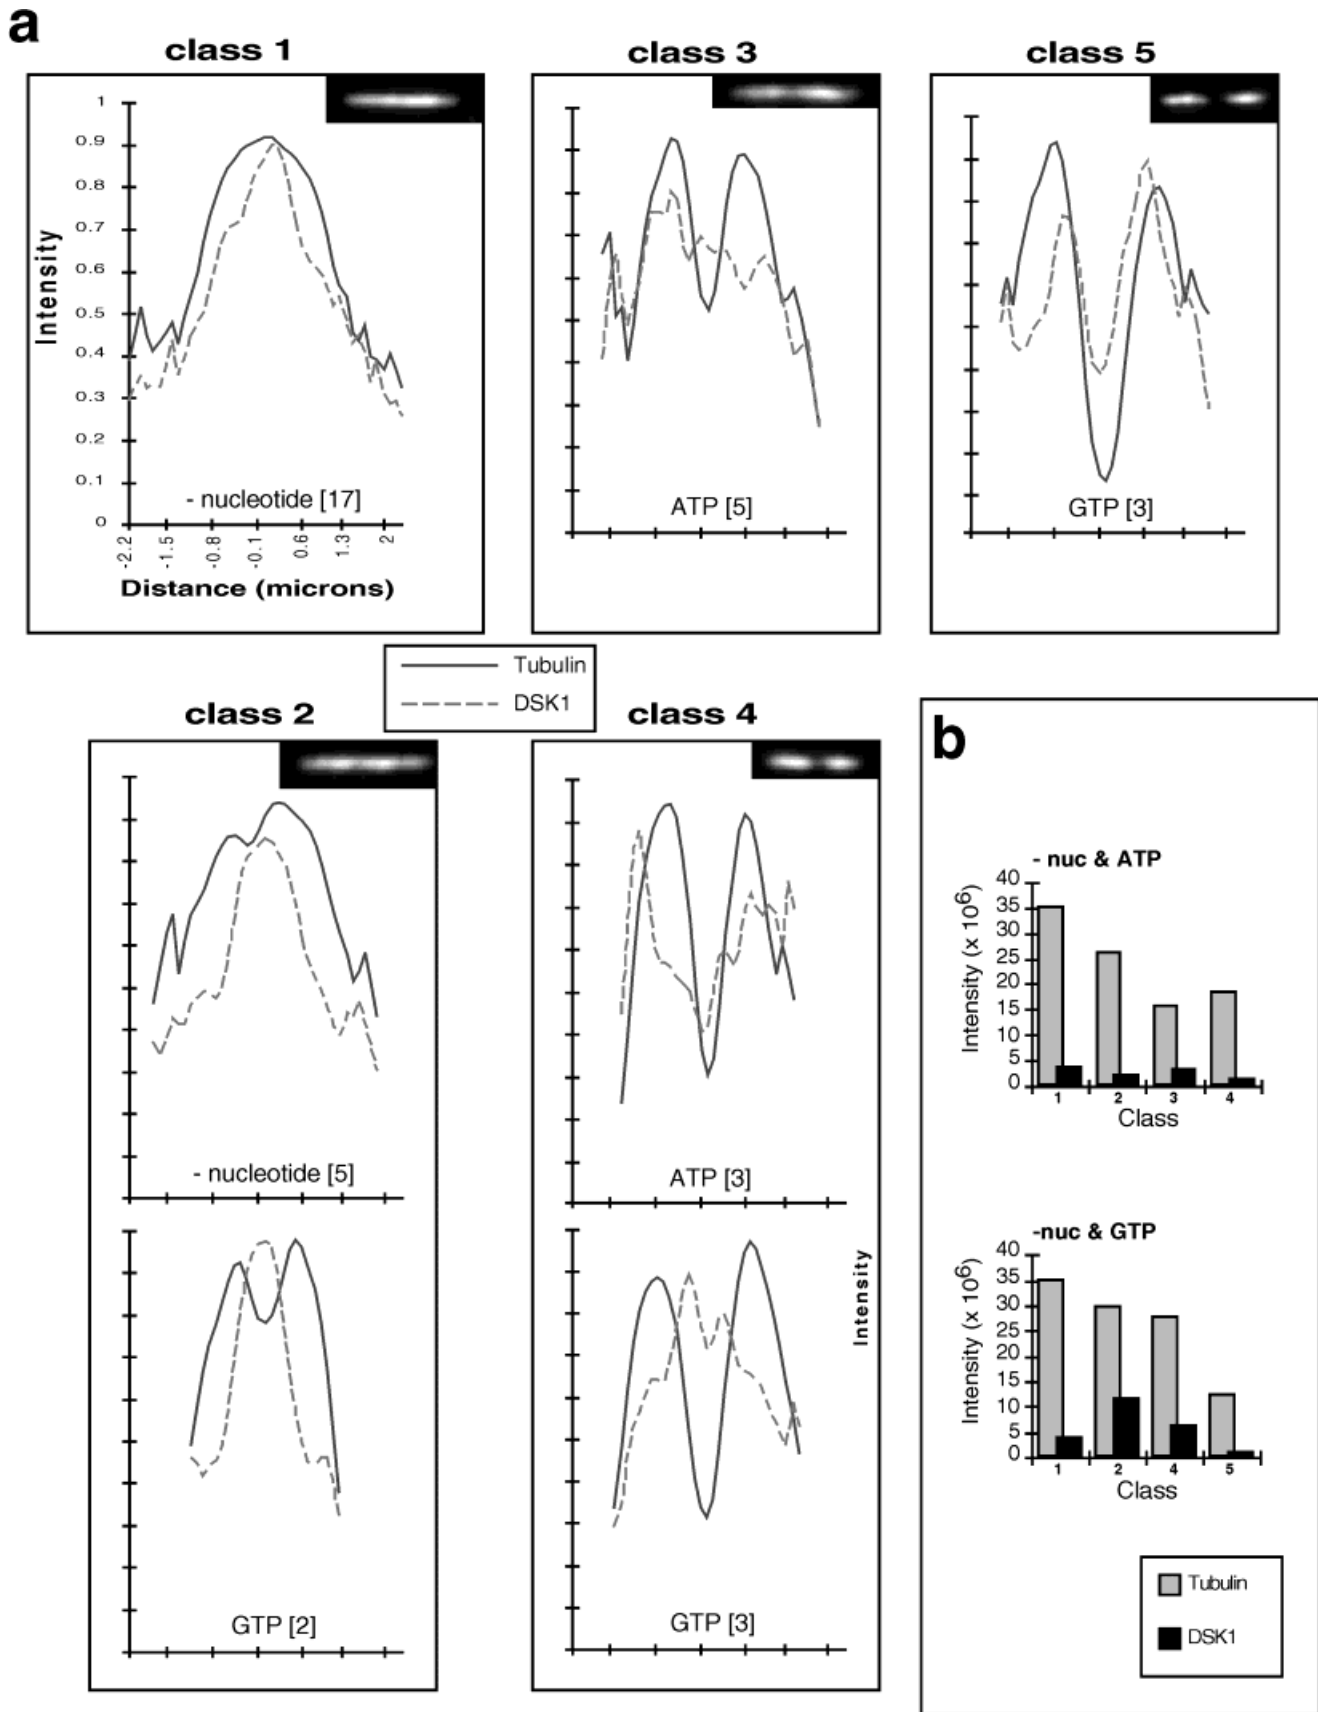 a
class 1
class 3
class 5
1
0.9
0.8
0.7
0.6
0.5
0.4
0.3
0.2
0.1
0
Intensity
- nucleotide [17]
-2.2 -1.5 -0.8 -0.1 0.6 1.3 2
Distance (microns)
ATP [5]
GTP [3]
Tubulin
DSK1
class 2
class 4
- nucleotide [5]
GTP [2]
ATP [3]
GTP [3]
Intensity
b
- nuc & ATP
40
35
30
25
20
15
10
5
0
Intensity (x 10⁶)
1 2 3 4
Class
-nuc & GTP
40
35
30
25
20
15
10
5
0
Intensity (x 10⁶)
1 2 4 5
Class
Tubulin
DSK1